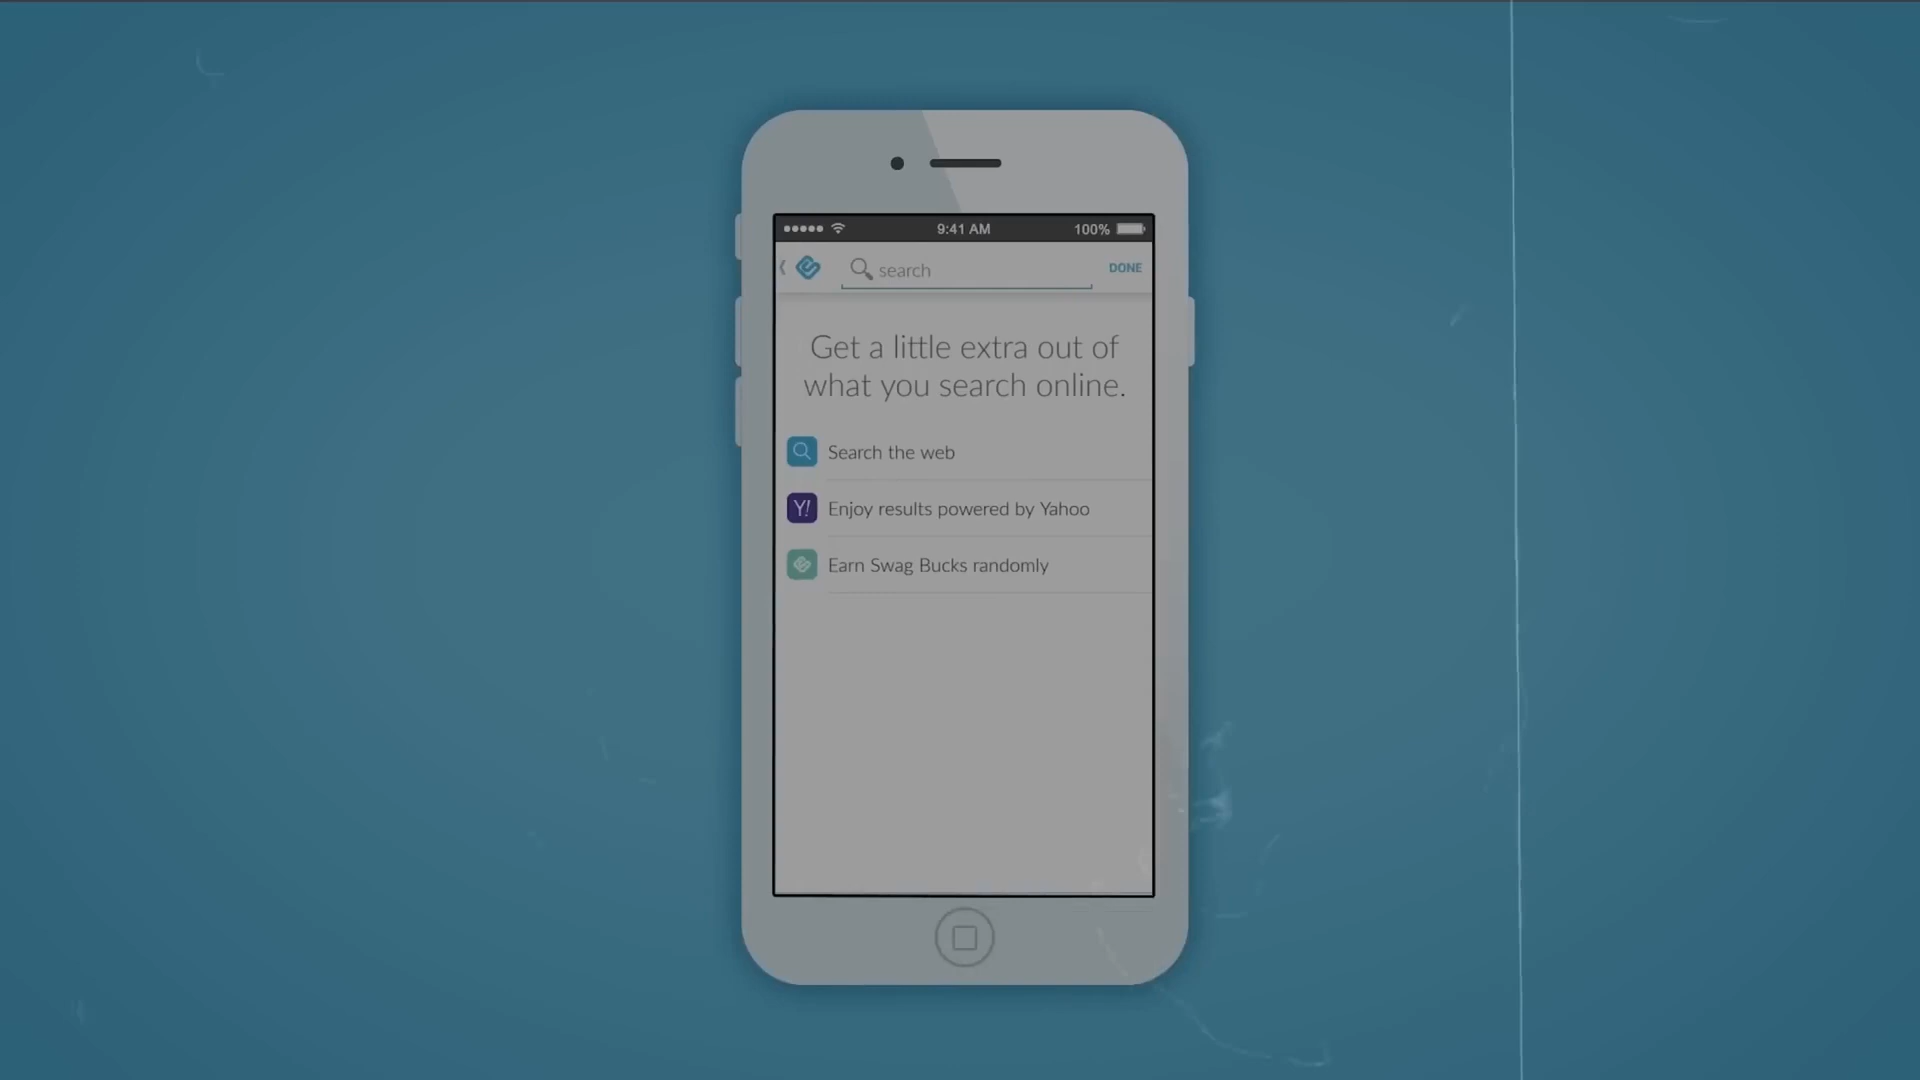 9:41 AM
100%
search
DONE
Get a little extra out of
what you search online.
Search the web
Y! Enjoy results powered by Yahoo
Earn Swag Bucks randomly